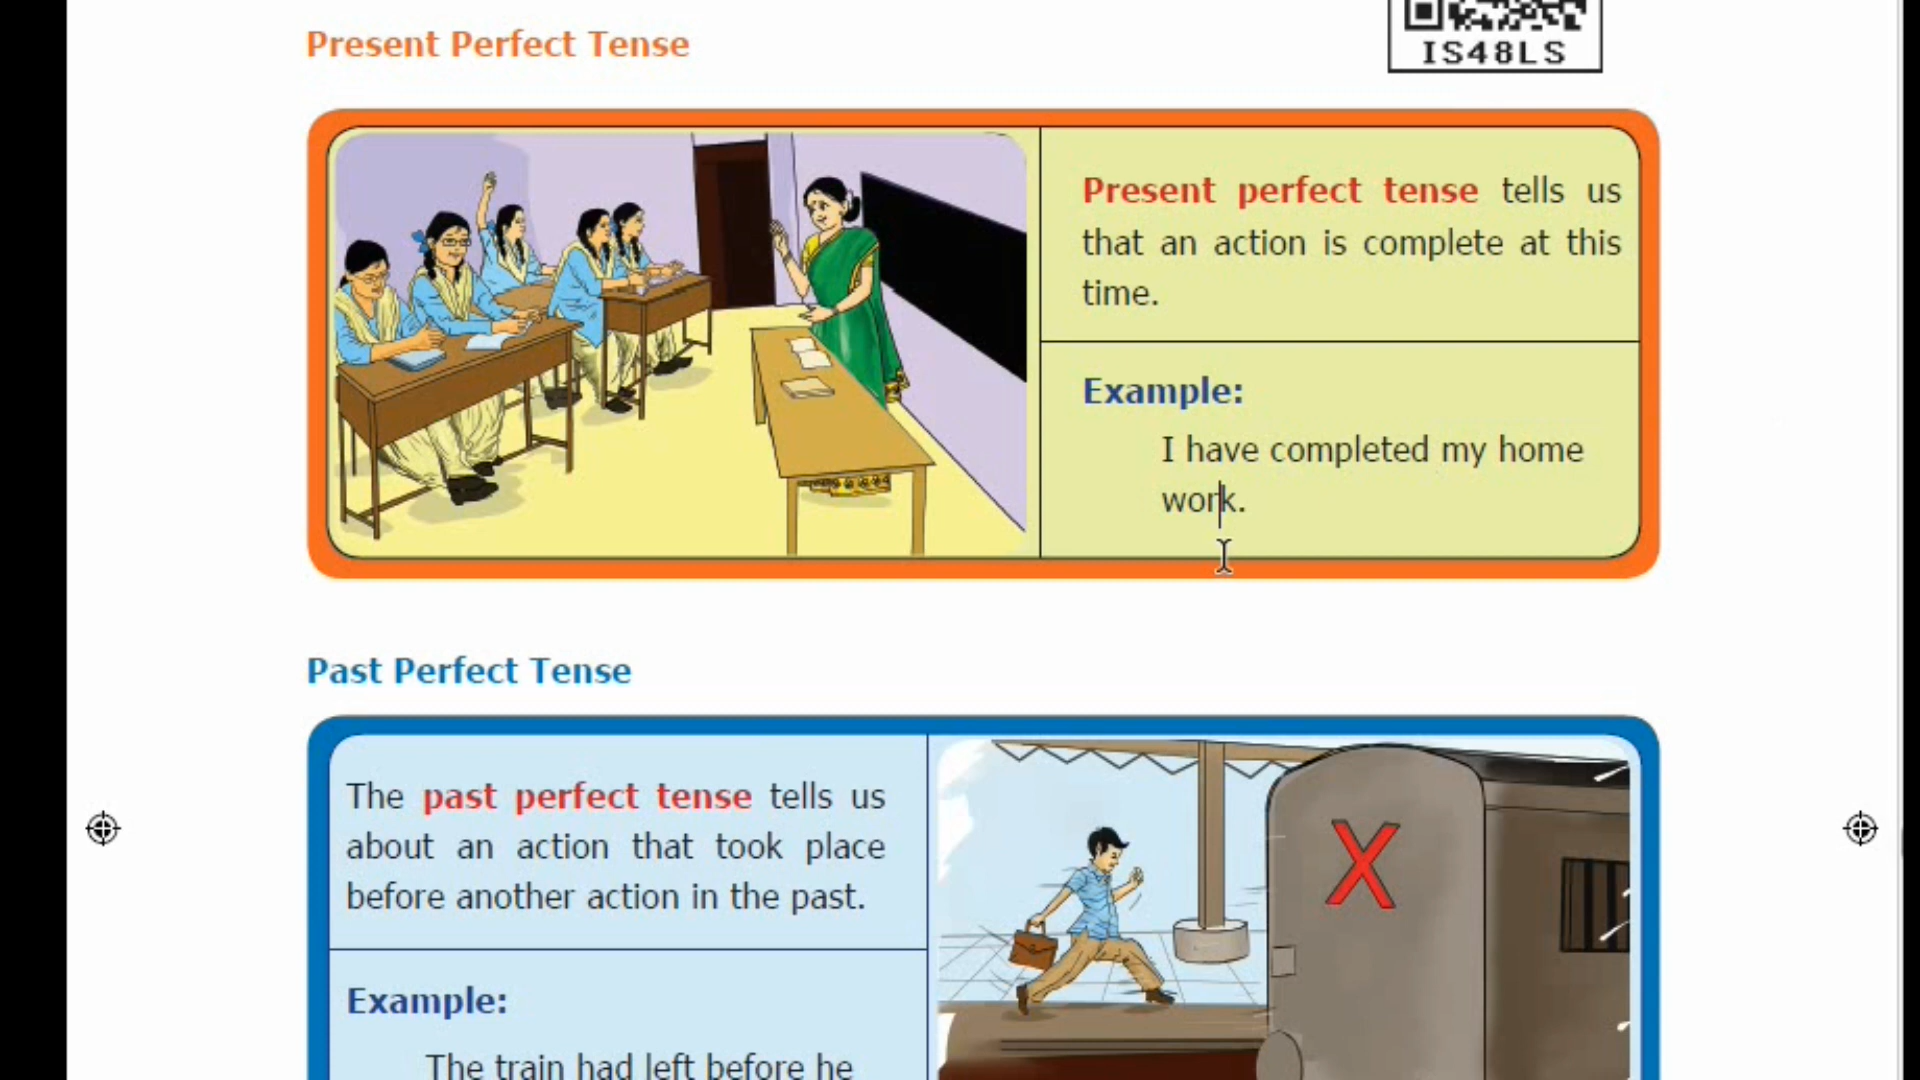 Present Perfect Tense
IS48LS
Present perfect tense tells us
that an action is complete at this
time.
Example:
I have completed my home
work.
Past Perfect Tense
The past perfect tense tells us
about an action that took place
before another action in the past.
Example:
The train had left before he
X